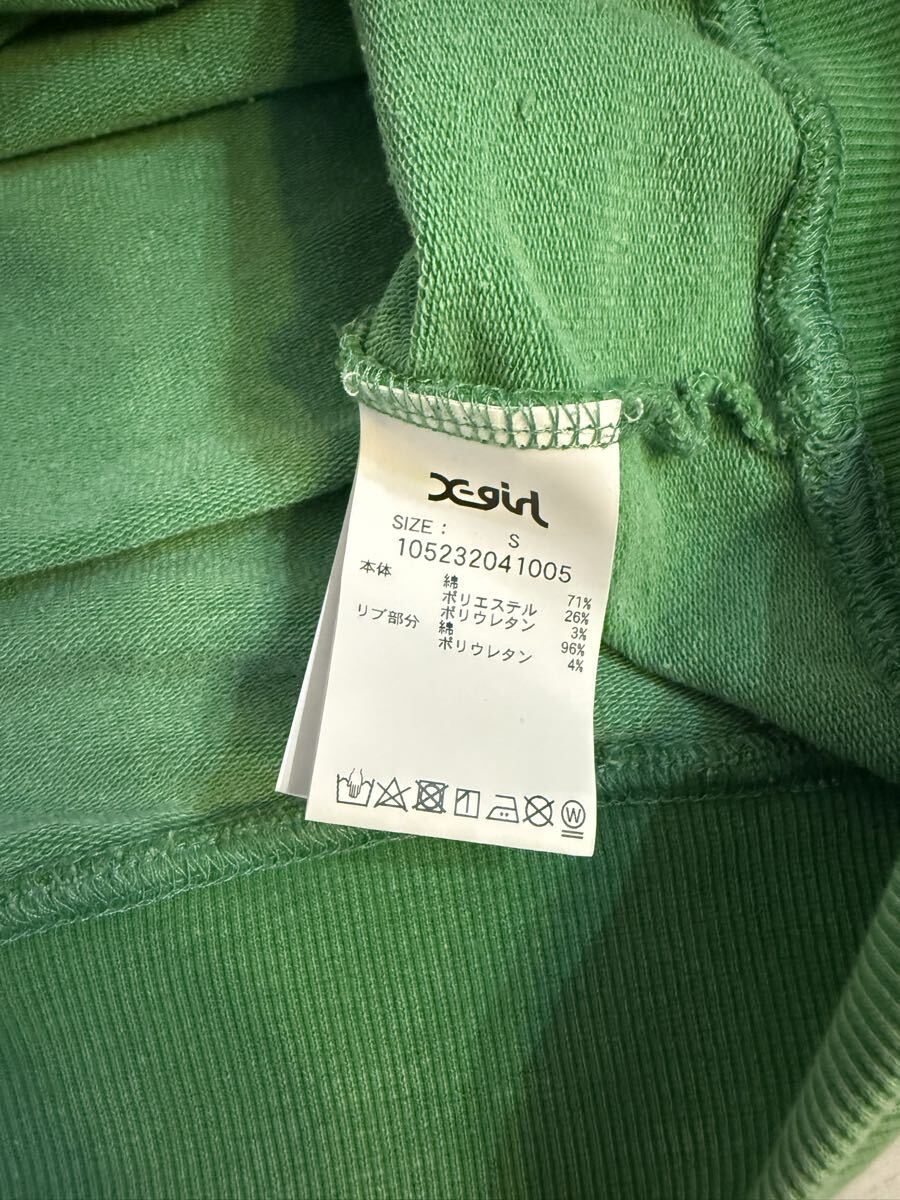 X-girl
SIZE : S
105232041005
本体 綿 71%
ポリエステル 26%
ポリウレタン 3%
リブ部分 綿 96%
ポリウレタン 4%
W